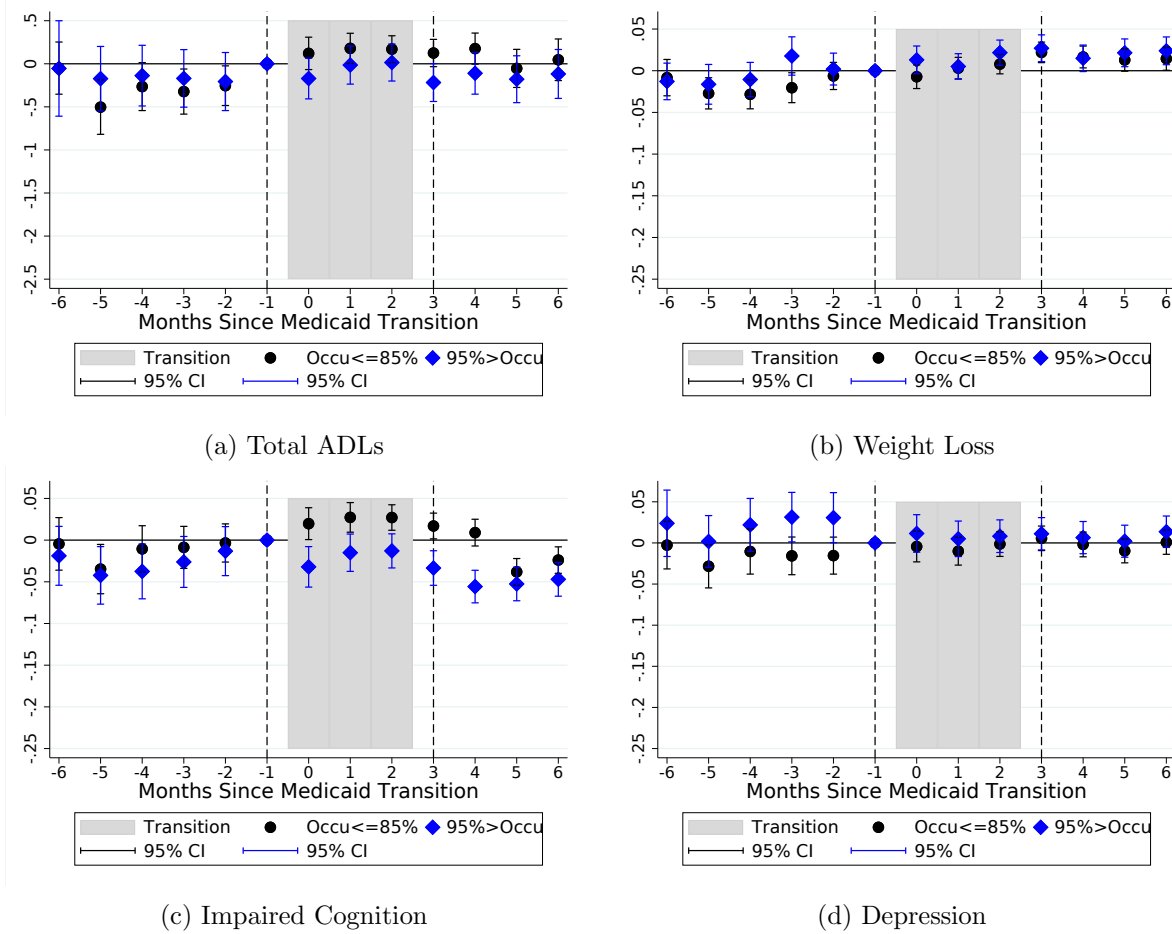 .5
0
-.5
-1
-.5
-2
-2.5
-6 -5 -4 -3 -2 -1 0 1 2 3 4 5 6
Months Since Medicaid Transition
Transition Occu<=85% 95%>Occu
95% CI 95% CI
(a) Total ADLs
.05
0
-.05
-.1
-.15
-.2
-.25
-6 -5 -4 -3 -2 -1 0 1 2 3 4 5 6
Months Since Medicaid Transition
Transition Occu<=85% 95%>Occu
95% CI 95% CI
(b) Weight Loss
.05
0
-.05
-.1
-.15
-.2
-.25
-6 -5 -4 -3 -2 -1 0 1 2 3 4 5 6
Months Since Medicaid Transition
Transition Occu<=85% 95%>Occu
95% CI 95% CI
(c) Impaired Cognition
.05
0
-.05
-.1
-.15
-.2
-.25
-6 -5 -4 -3 -2 -1 0 1 2 3 4 5 6
Months Since Medicaid Transition
Transition Occu<=85% 95%>Occu
95% CI 95% CI
(d) Depression